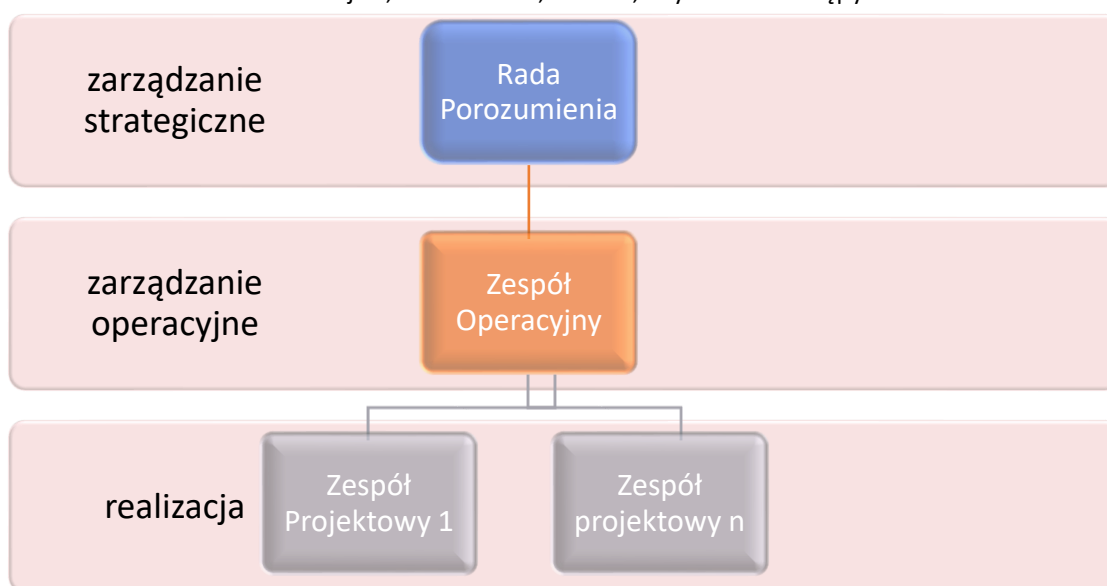 zarządzanie
strategiczne
Rada
Porozumienia
zarządzanie
operacyjne
Zespół
Operacyjny
realizacja
Zespół
Projektowy 1
Zespół
projektowy n